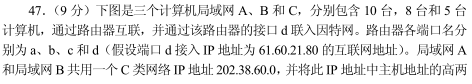 47.（9 分）下图是三个计算机局域网 A、B 和 C，分别包含 10 台，8 台和 5 台
计算机，通过路由器互联，并通过该路由器的接口 d 联入因特网。路由器各端口名分
别为 a、b、c 和 d（假设端口 d 接入 IP 地址为 61.60.21.80 的互联网地址）。局域网 A
和局域网 B 共用一个 C 类网络 IP 地址 202.38.60.0，并将此 IP 地址中主机地址的高两